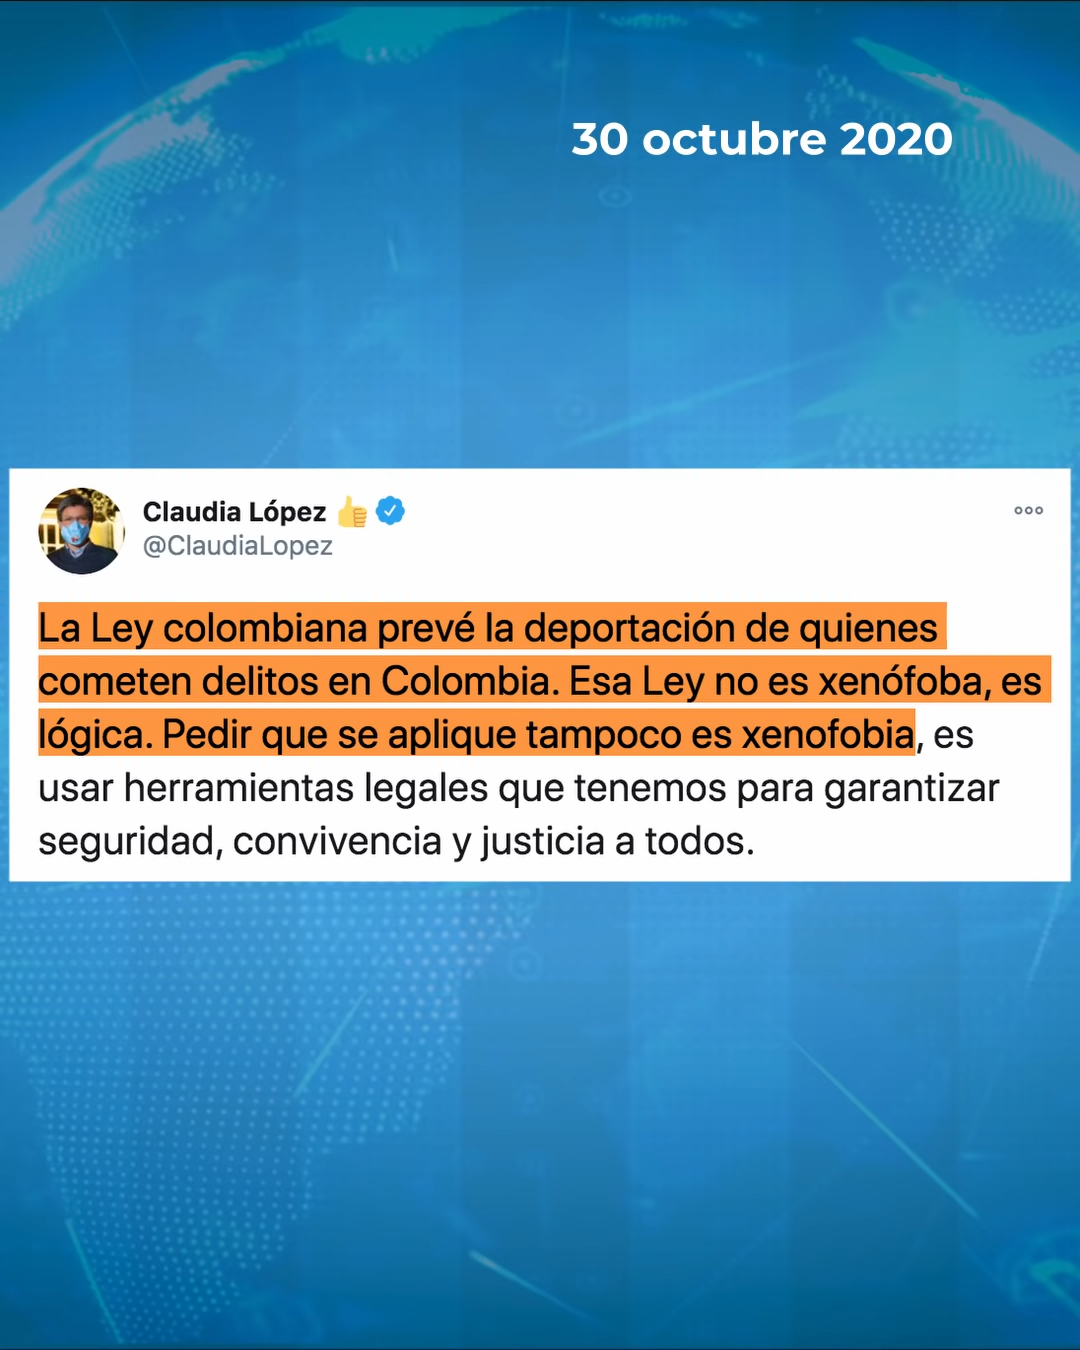 30 octubre 2020
Claudia López 👍
@ClaudiaLopez
La Ley colombiana prevé la deportación de quienes
cometen delitos en Colombia. Esa Ley no es xenófoba, es
lógica. Pedir que se aplique tampoco es xenofobia, es
usar herramientas legales que tenemos para garantizar
seguridad, convivencia y justicia a todos.